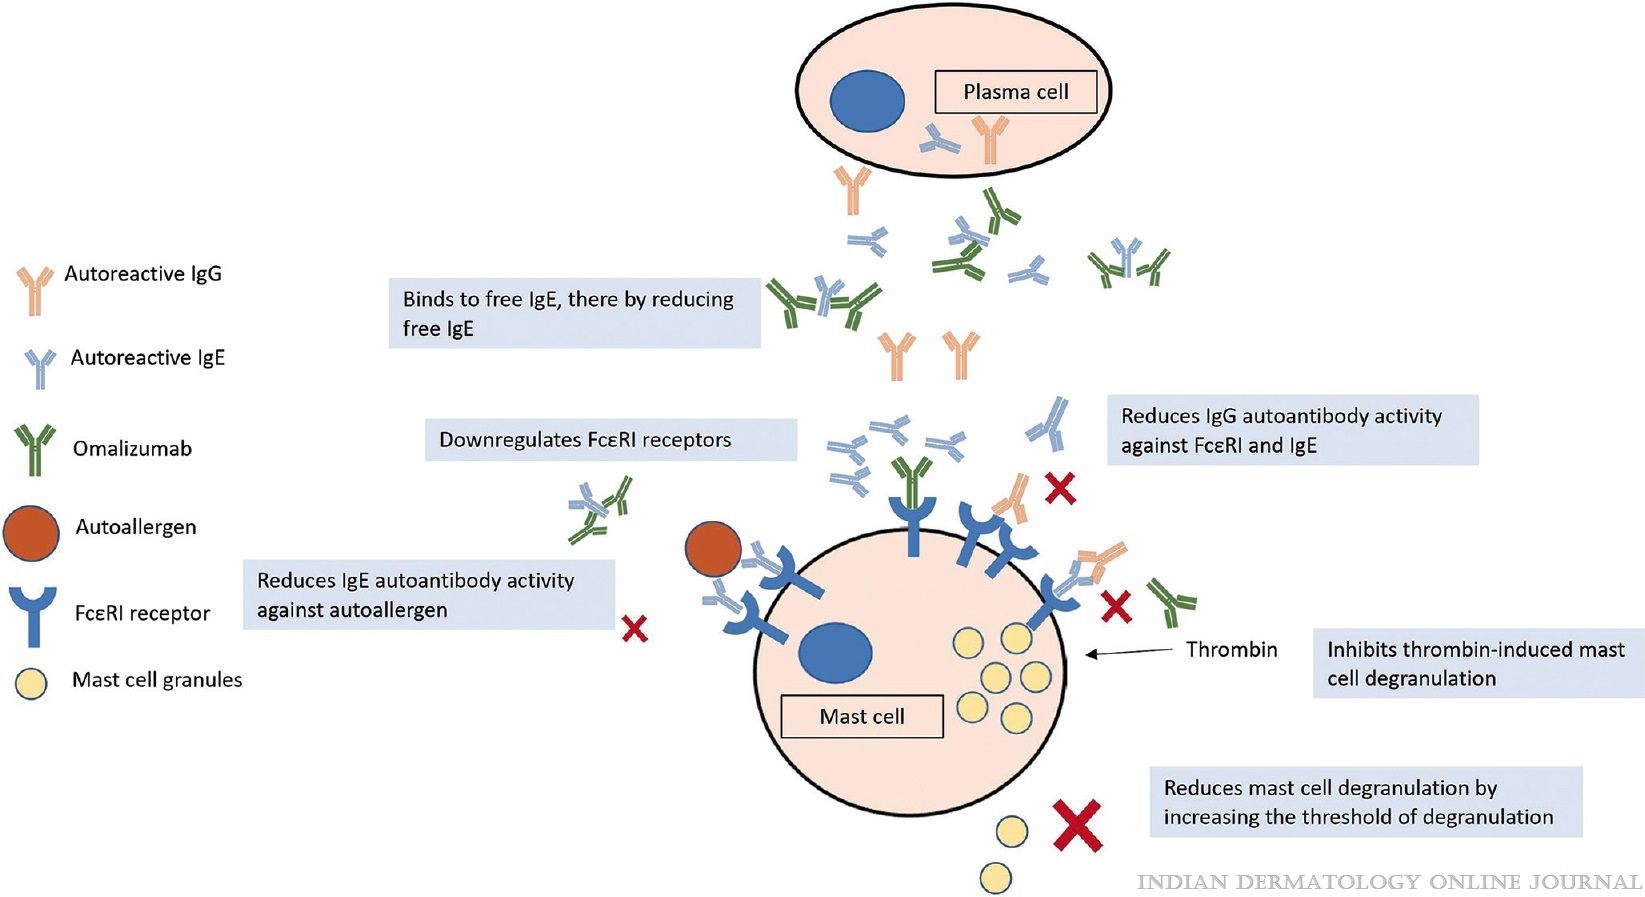 Plasma cell
Autoreactive IgG
Autoreactive IgE
Omalizumab
Autoallergen
FcεRI receptor
Mast cell granules
Binds to free IgE, there by reducing
free IgE
Downregulates FcεRI receptors
Reduces IgG autoantibody activity
against FcεRI and IgE
Reduces IgE autoantibody activity
against autoallergen
Thrombin
Inhibits thrombin-induced mast
cell degranulation
Mast cell
Reduces mast cell degranulation by
increasing the threshold of degranulation
INDIAN DERMATOLOGY ONLINE JOURNAL